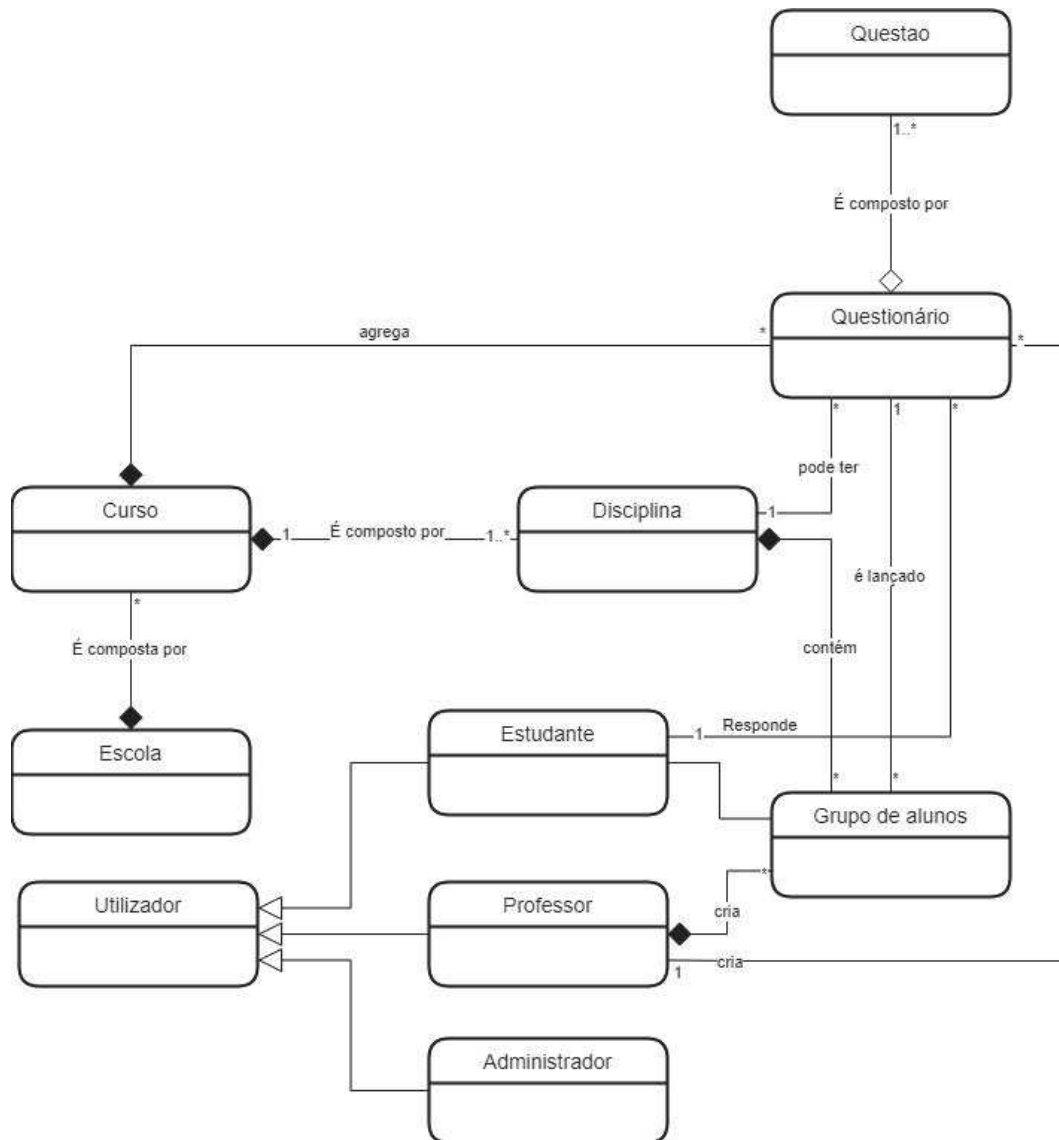 Questao
1..*
É composto por
Questionário
agrega
*
*
*
1
*
pode ter
Curso
Disciplina
1
1
É composto por
1..*
é lançado
*
É composta por
contém
Escola
Estudante
1
Responde
*
*
Grupo de alunos
Utilizador
Professor
*
cria
1
cria
Administrador